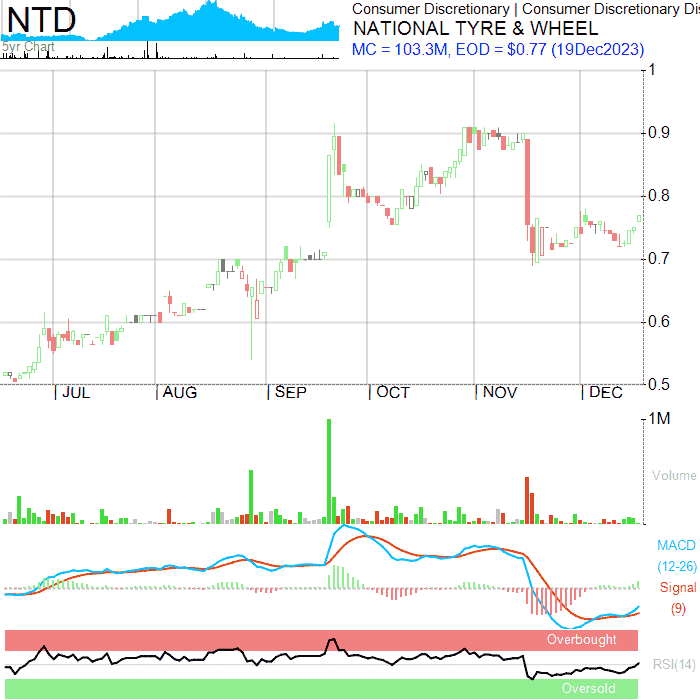 NTD
5yr Chart
Consumer Discretionary | Consumer Discretionary Dis
NATIONAL TYRE & WHEEL
MC = 103.3M, EOD = $0.77 (19Dec2023)
1
0.9
0.8
0.7
0.6
0.5
JUL AUG SEP OCT NOV DEC
1M
Volume
MACD
(12-26)
Signal
(9)
Overbought
RSI(14)
Oversold